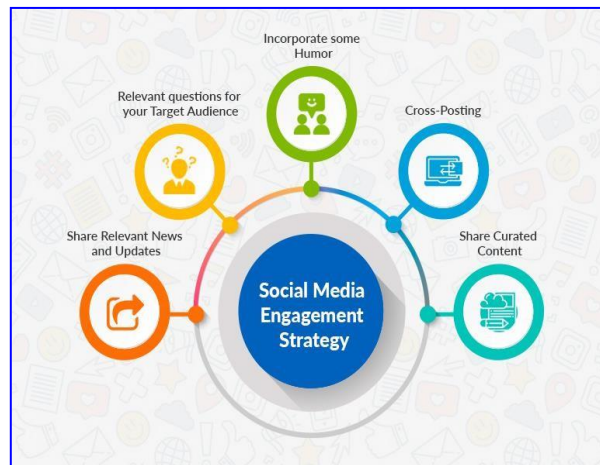 Incorporate some
Humor
Relevant questions for
your Target Audience
Cross-Posting
Share Relevant News
and Updates
Share Curated
Content
Social Media
Engagement
Strategy